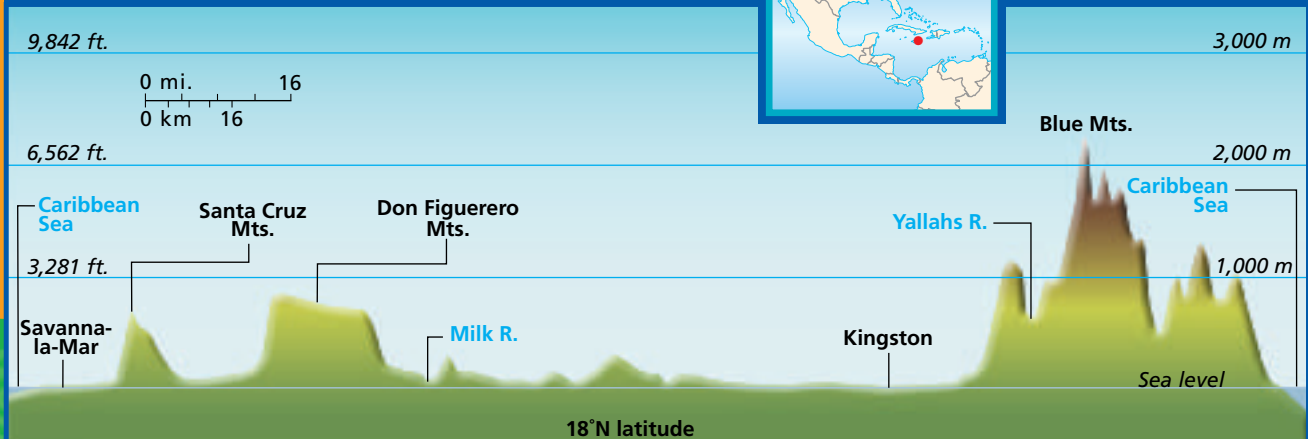 9,842 ft.
3,000 m
0 mi. 16
0 km 16
Blue Mts.
6,562 ft.
2,000 m
Caribbean
Sea
Santa Cruz
Mts.
Don Figuerero
Mts.
Yallahs R.
Caribbean
Sea
3,281 ft.
1,000 m
Savanna-
la-Mar
Milk R.
Kingston
Sea level
18°N latitude